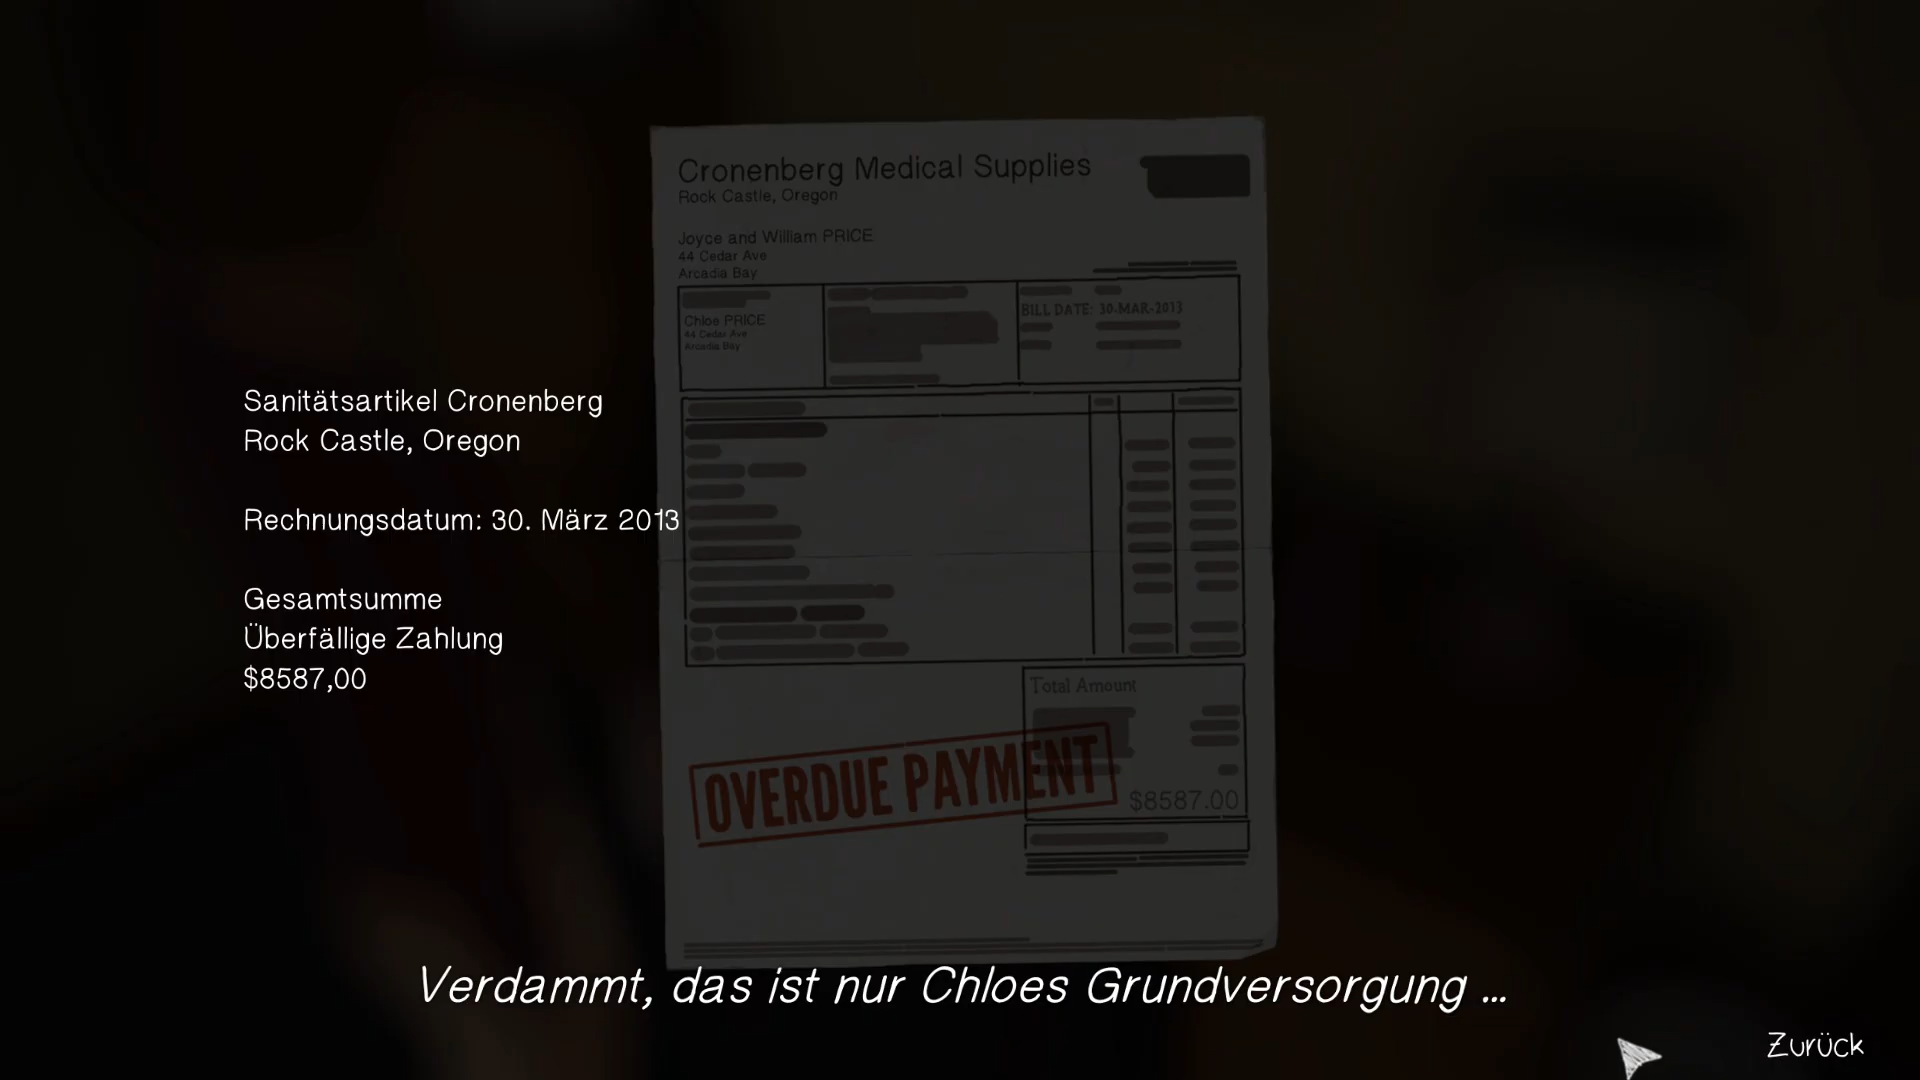 Cronenberg Medical Supplies
Rock Castle, Oregon
Joyce and William PRICE
44 Cedar Ave
Arcadia Bay
Chloe PRICE
44 Cedar Ave
Arcadia Bay
BILL DATE: 30-MAR-2013
Sanitätsartikel Cronenberg
Rock Castle, Oregon
Rechnungsdatum: 30. März 2013
Gesamtsumme
Überfällige Zahlung
$8587,00
Total Amount
OVERDUE PAYMENT
$8587.00
Verdammt, das ist nur Chloes Grundversorgung ...
Zurück